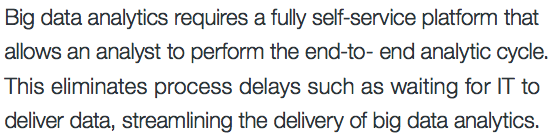 Big data analytics requires a fully self-service platform that
allows an analyst to perform the end-to- end analytic cycle.
This eliminates process delays such as waiting for IT to
deliver data, streamlining the delivery of big data analytics.